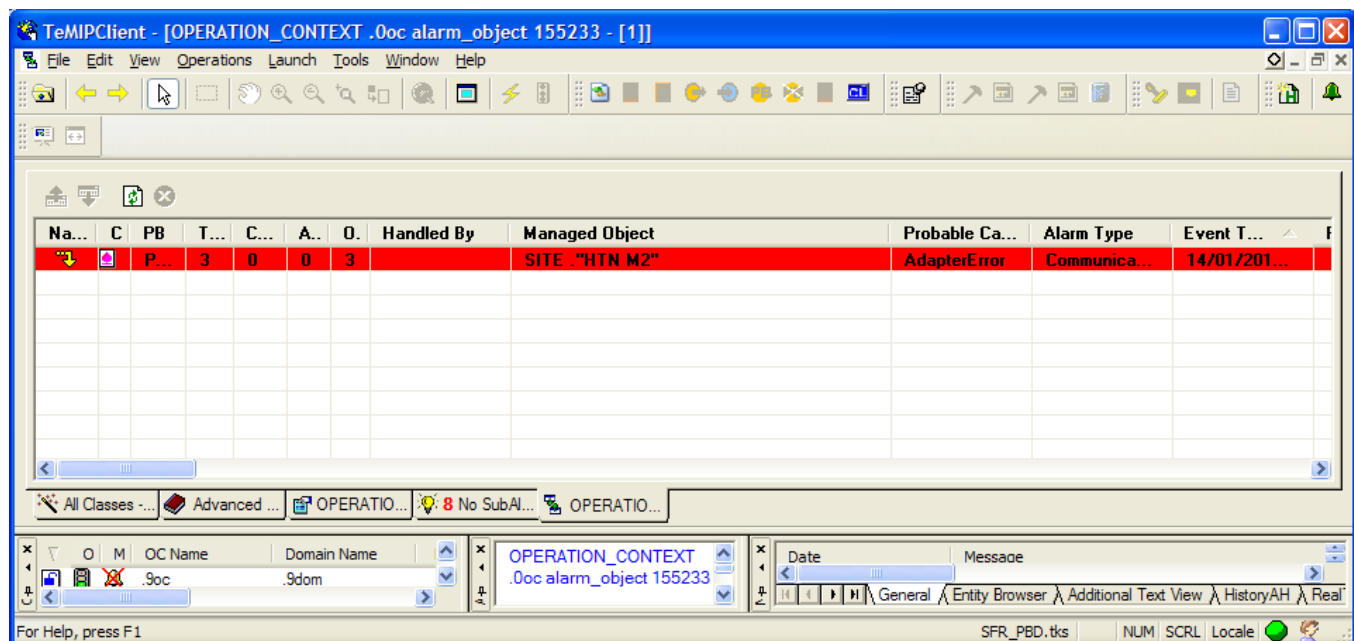 TeMIPClient - [OPERATION_CONTEXT .0oc alarm_object 155233 - [1]]
File Edit View Operations Launch Tools Window Help
Na... C PB T... C... A.. O. Handled By Managed Object Probable Ca... Alarm Type Event T...
P... 3 0 0 3 SITE ."HTN M2" AdapterError Communica... 14/01/201...
All Classes -... Advanced ... OPERATIO... 8 No SubAl... OPERATIO...
O M OC Name Domain Name
.9oc .9dom
OPERATION_CONTEXT
.0oc alarm_object 155233
Date Message
General Entity Browser Additional Text View HistoryAH Real
For Help, press F1 SFR_PBD.tks NUM SCRL Locale